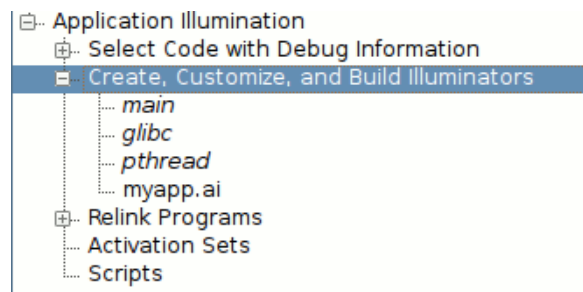 Application Illumination
Select Code with Debug Information
Create, Customize, and Build Illuminators
main
glibc
pthread
myapp.ai
Relink Programs
Activation Sets
Scripts